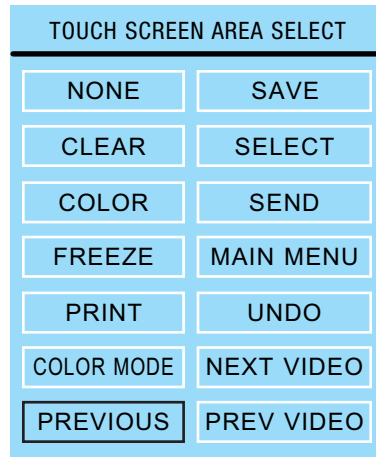 TOUCH SCREEN AREA SELECT
NONE SAVE
CLEAR SELECT
COLOR SEND
FREEZE MAIN MENU
PRINT UNDO
COLOR MODE NEXT VIDEO
PREVIOUS PREV VIDEO